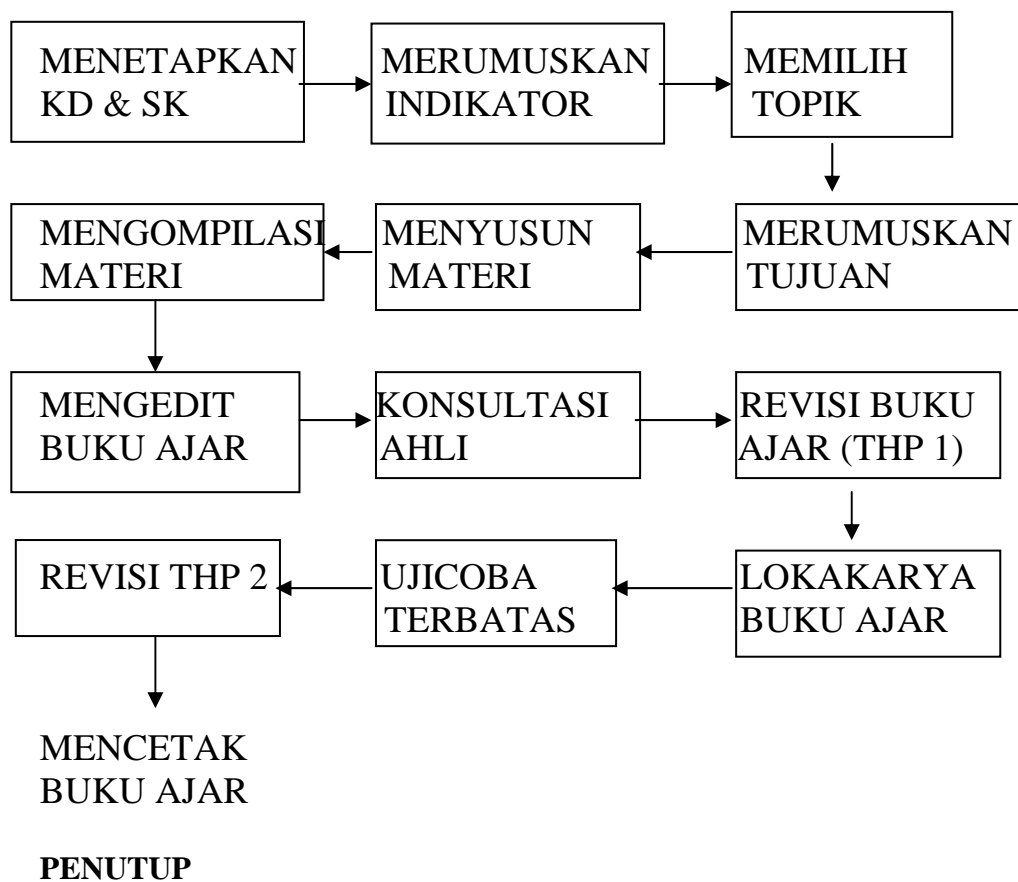 MENETAPKAN
KD & SK
MERUMUSKAN
INDIKATOR
MEMILIH
TOPIK
MENGOMPILASI
MATERI
MENYUSUN
MATERI
MERUMUSKAN
TUJUAN
MENGEDIT
BUKU AJAR
KONSULTASI
AHLI
REVISI BUKU
AJAR (THP 1)
REVISI THP 2
UJICOBA
TERBATAS
LOKAKARYA
BUKU AJAR
MENCETAK
BUKU AJAR
PENUTUP